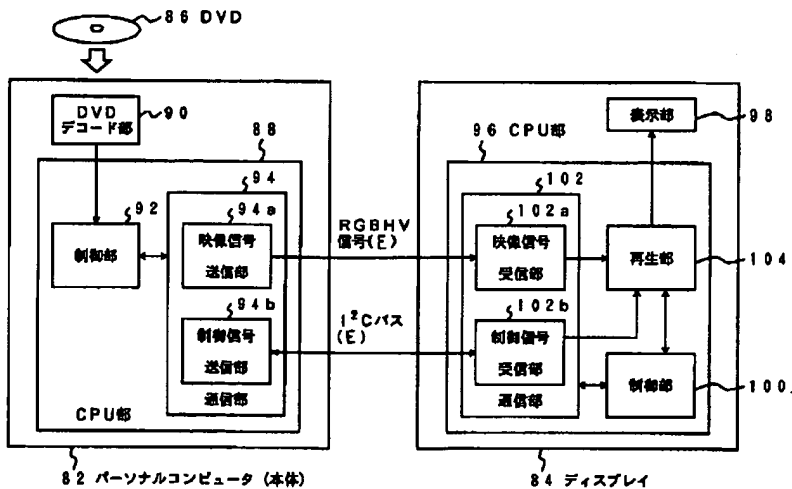 86 DVD
DVD
デコード部
90
88
96 CPU部
表示部
98
92
94
94a
102
102a
制御部
映像信号
送信部
RGBHV
信号(E)
映像信号
受信部
再生部
104
94b
制御信号
送信部
通信部
I²Cバス
(E)
102b
制御信号
受信部
通信部
制御部
100
CPU部
82 パーソナルコンピュータ (本体)
84 ディスプレイ